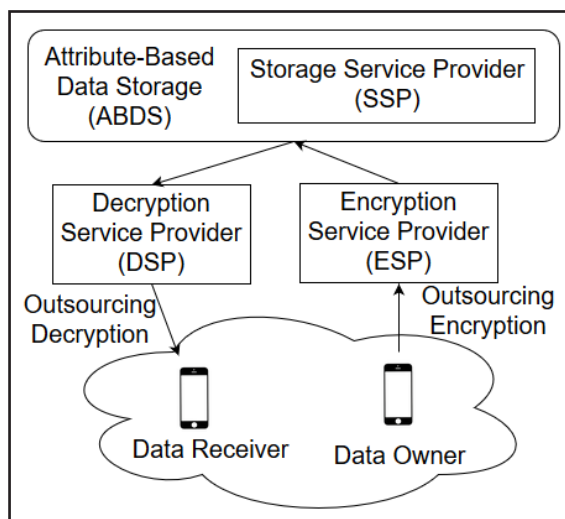 Attribute-Based
Data Storage
(ABDS)
Storage Service Provider
(SSP)
Decryption
Service Provider
(DSP)
Encryption
Service Provider
(ESP)
Outsourcing
Decryption
Outsourcing
Encryption
Data Receiver
Data Owner